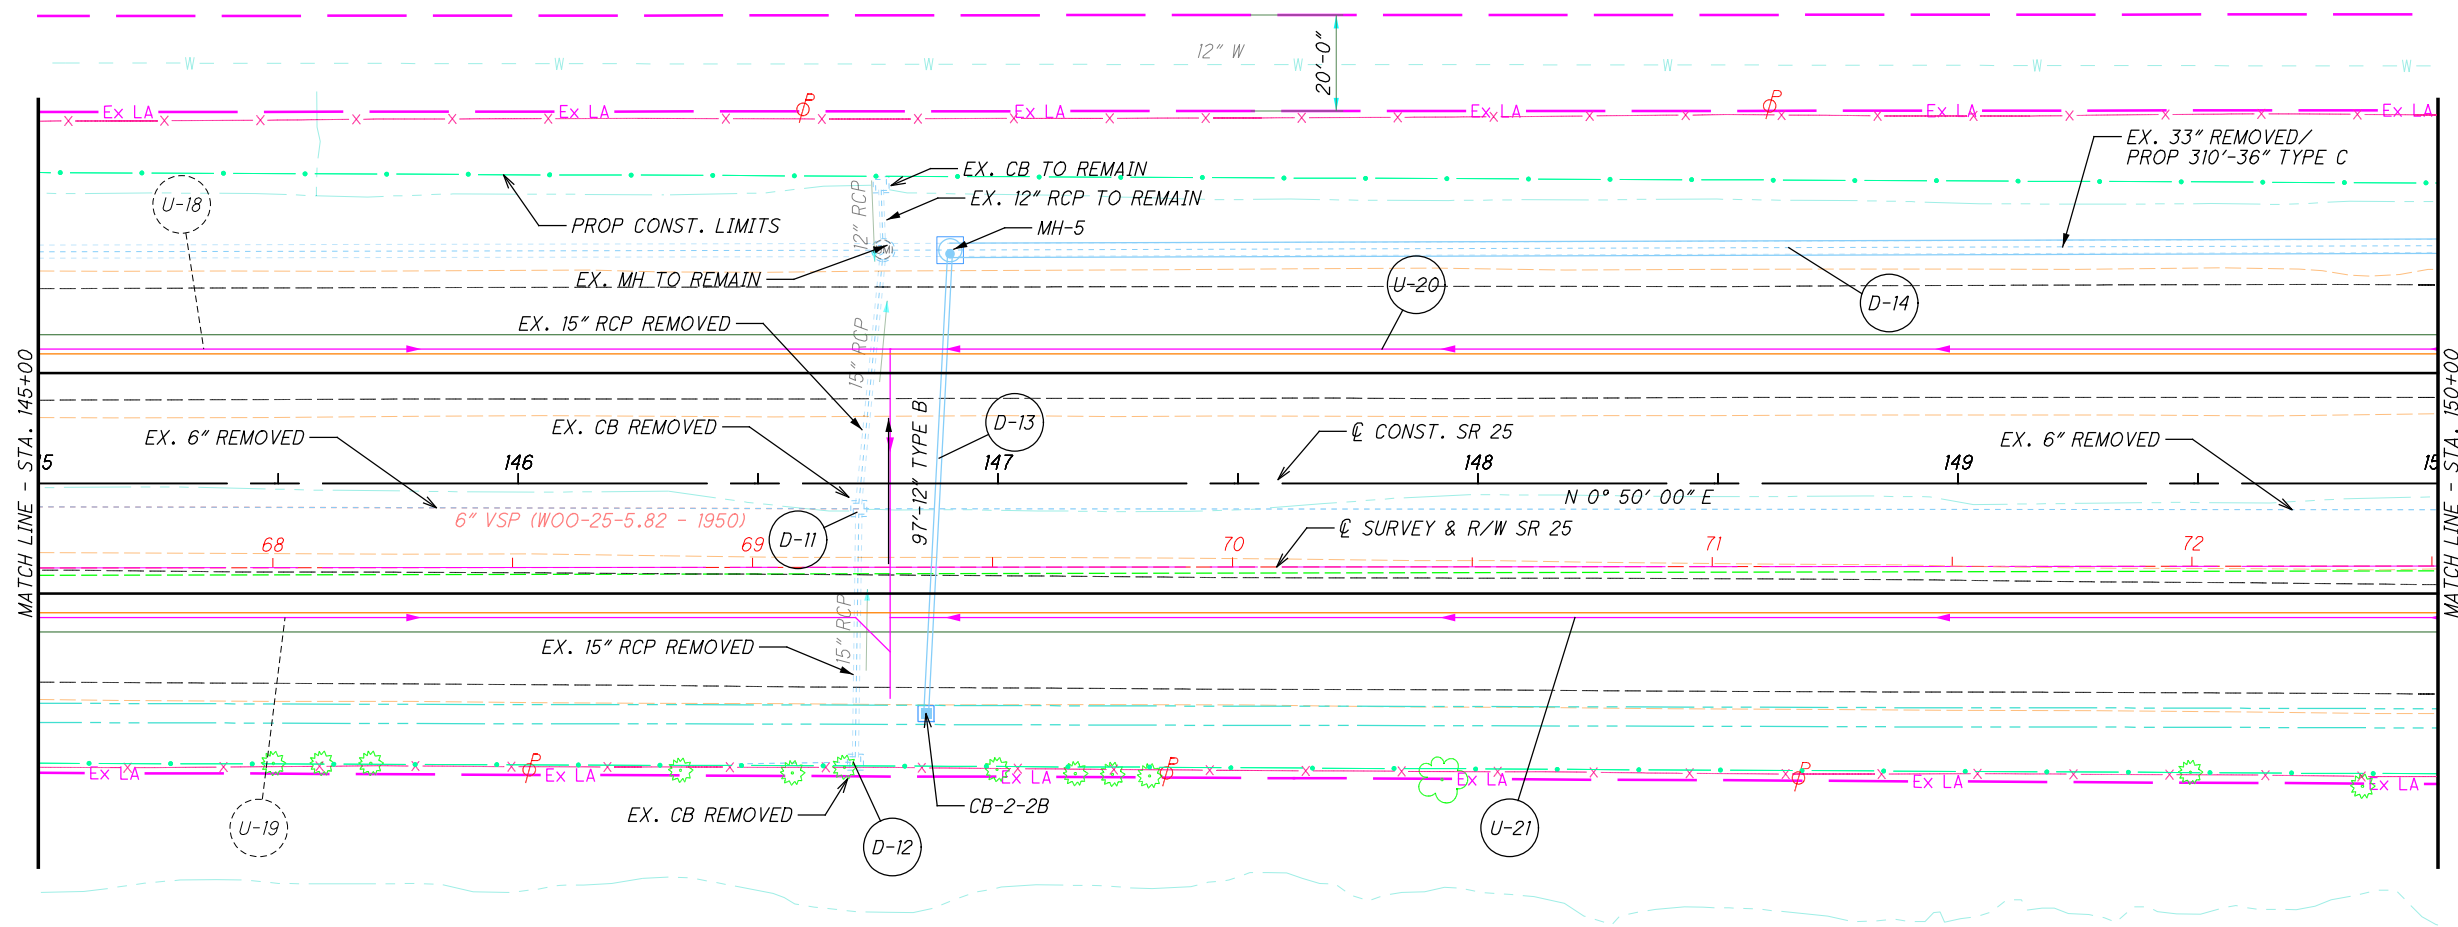 12" W
20'-0"
W W W W W W W
Ex LA Ex LA P Ex LA Ex LA P Ex LA Ex LA
EX. 33" REMOVED/
PROP 310'-36" TYPE C
EX. CB TO REMAIN
EX. 12" RCP TO REMAIN
12" RCP
U-18
PROP CONST. LIMITS
MH-5
EX. MH TO REMAIN
M
U-20
D-14
EX. 15" RCP REMOVED
15" RCP
MATCH LINE - STA. 145+00
MATCH LINE - STA. 150+00
EX. 6" REMOVED
EX. CB REMOVED
97'-12" TYPE B
D-13
℄ CONST. SR 25
EX. 6" REMOVED
5 146 147 148 149 15
N 0° 50' 00" E
6" VSP (WOO-25-5.82 - 1950)
D-11
℄ SURVEY & R/W SR 25
68 69 70 71 72
15" RCP
EX. 15" RCP REMOVED
Ex LA P Ex LA Ex LA P Ex LA P Ex LA Ex LA
U-19
EX. CB REMOVED
CB-2-2B
D-12
U-21